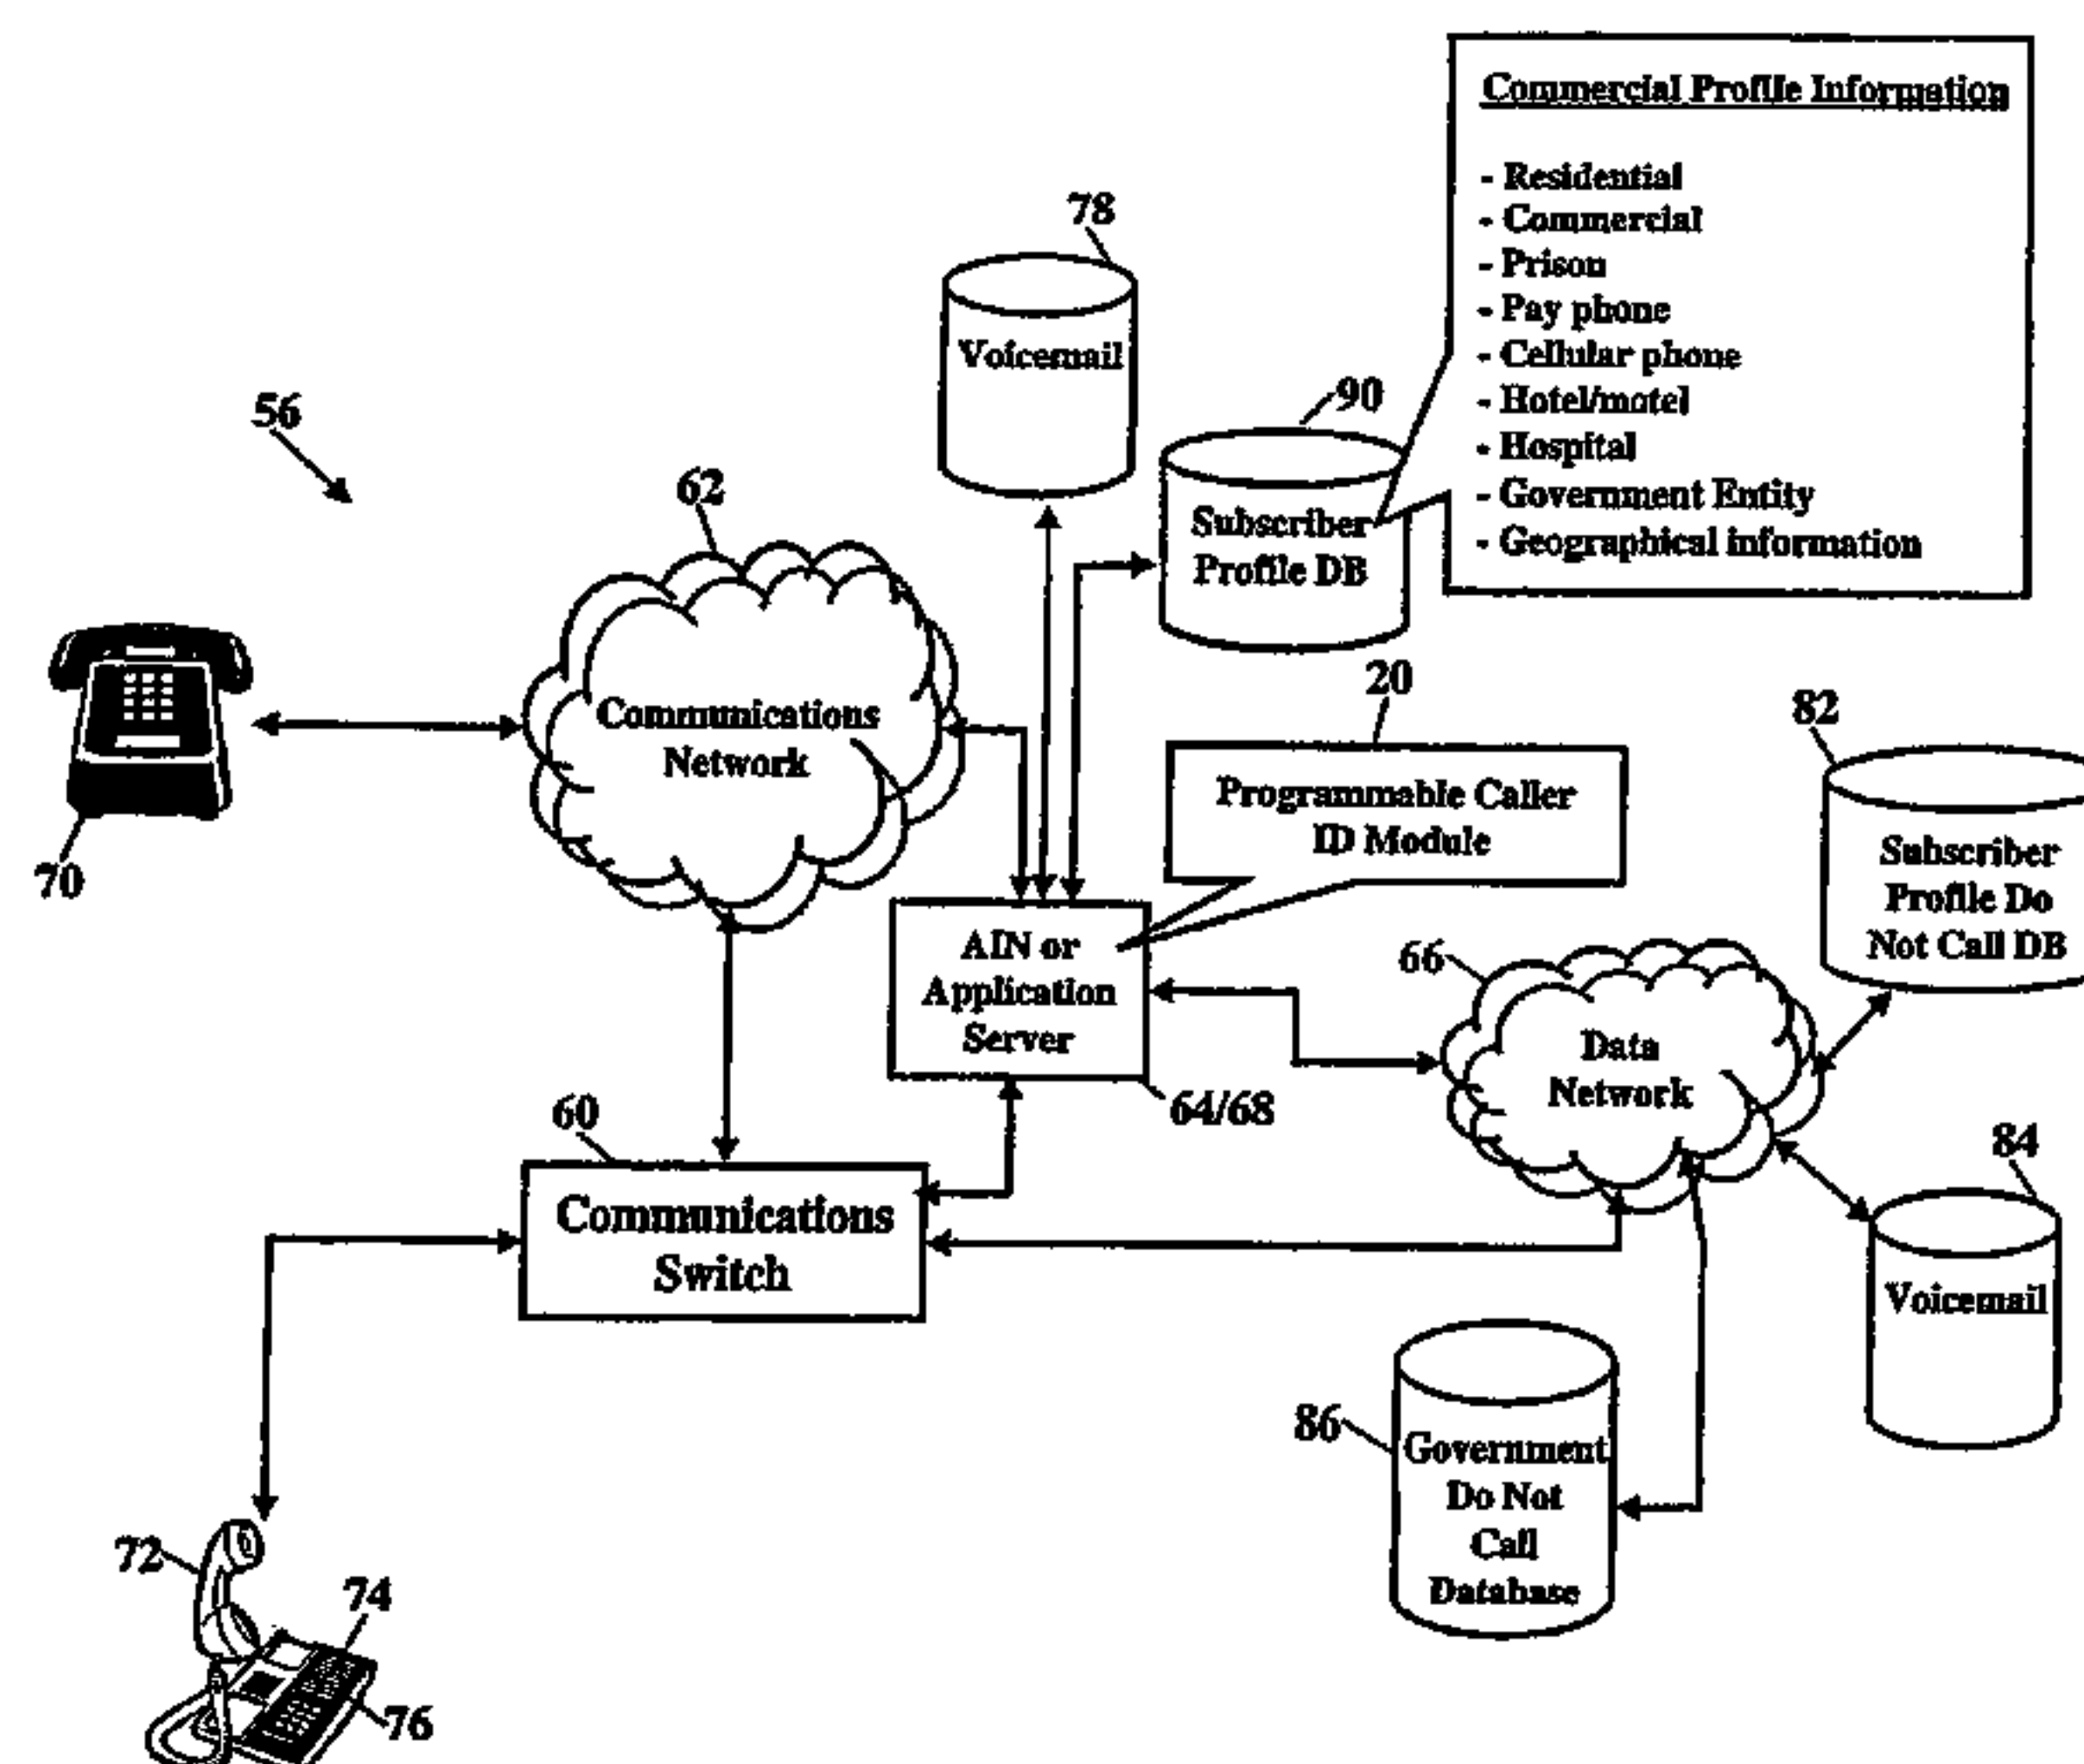 Commercial Profile Information
- Residential
- Commercial
- Prison
- Pay phone
- Cellular phone
- Hotel/motel
- Hospital
- Government Entity
- Geographical information
78
Voicemail
90
Subscriber
Profile DB
56
62
Communications
Network
70
20
Programmable Caller
ID Module
82
Subscriber
Profile Do
Not Call DB
AIN or
Application
Server
64/68
66
Data
Network
60
Communications
Switch
84
Voicemail
86
Government
Do Not
Call
Database
72
74
76